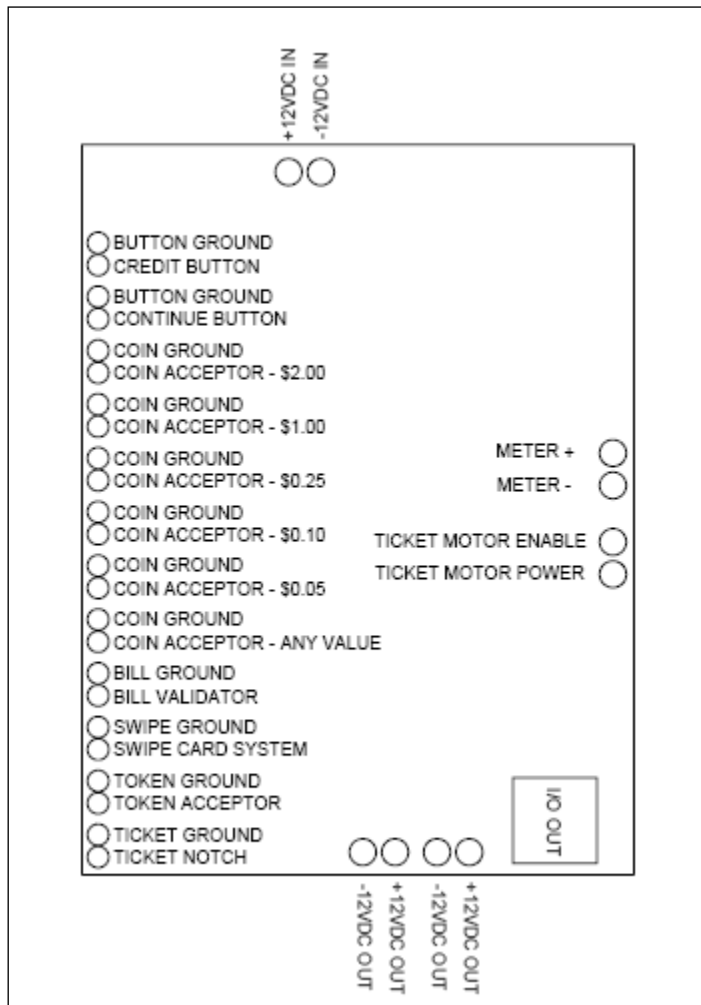 +12VDC IN
-12VDC IN
BUTTON GROUND
CREDIT BUTTON
BUTTON GROUND
CONTINUE BUTTON
COIN GROUND
COIN ACCEPTOR - $2.00
COIN GROUND
COIN ACCEPTOR - $1.00
COIN GROUND
COIN ACCEPTOR - $0.25
COIN GROUND
COIN ACCEPTOR - $0.10
COIN GROUND
COIN ACCEPTOR - $0.05
COIN GROUND
COIN ACCEPTOR - ANY VALUE
BILL GROUND
BILL VALIDATOR
SWIPE GROUND
SWIPE CARD SYSTEM
TOKEN GROUND
TOKEN ACCEPTOR
TICKET GROUND
TICKET NOTCH
METER +
METER -
TICKET MOTOR ENABLE
TICKET MOTOR POWER
I/O OUT
-12VDC OUT
+12VDC OUT
-12VDC OUT
+12VDC OUT